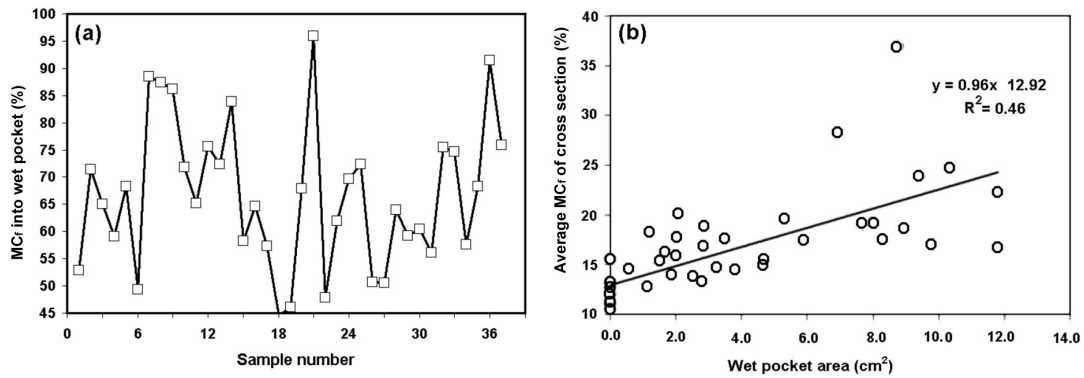 (a)
MCf into wet pocket (%)
100
95
90
85
80
75
70
65
60
55
50
45
0 6 12 18 24 30 36
Sample number
(b)
Average MCf of cross section (%)
40
35
30
25
20
15
10
y = 0.96x 12.92
R2= 0.46
0.0 2.0 4.0 6.0 8.0 10.0 12.0 14.0
Wet pocket area (cm2)